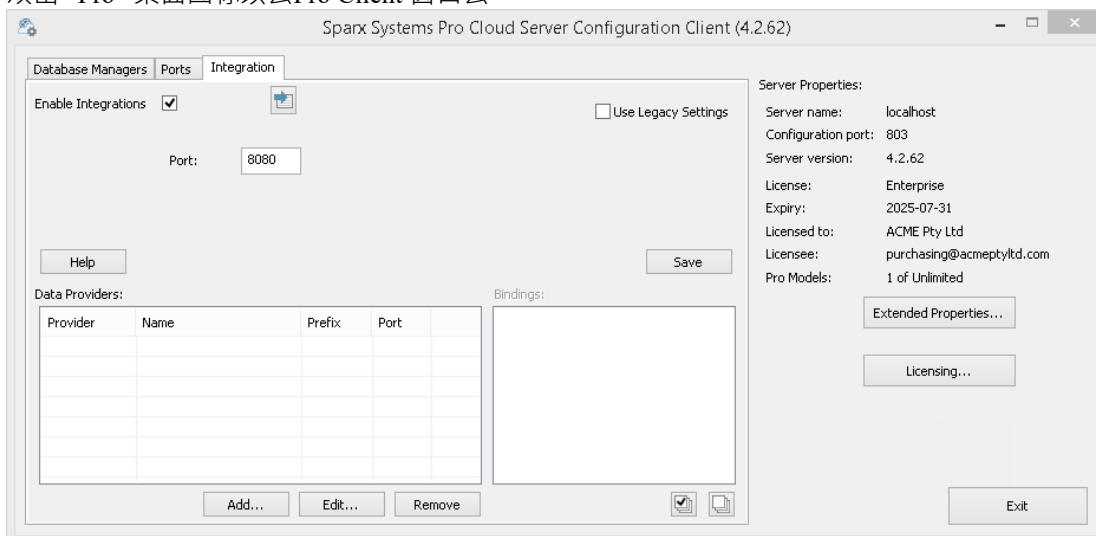 Sparx Systems Pro Cloud Server Configuration Client (4.2.62)
Database Managers Ports Integration
Enable Integrations
Use Legacy Settings
Port: 8080
Help
Save
Data Providers:
Bindings:
Provider Name Prefix Port
Add... Edit... Remove
Server Properties:
Server name: localhost
Configuration port: 803
Server version: 4.2.62
License: Enterprise
Expiry: 2025-07-31
Licensed to: ACME Pty Ltd
Licensee: purchasing@acmeptyltd.com
Pro Models: 1 of Unlimited
Extended Properties...
Licensing...
Exit